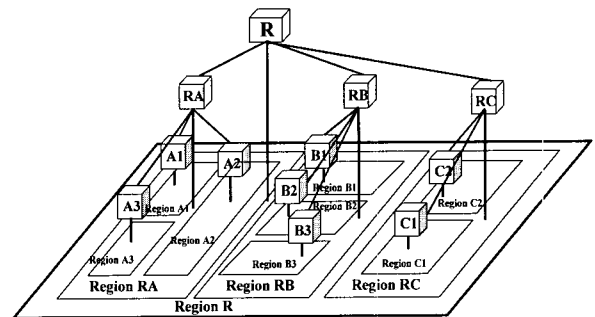 R
RA
RB
RC
A1
A2
B1
C2
A3
B2
B3
C1
Region A1
Region B1
Region B2
Region C2
Region A2
Region A3
Region B3
Region C1
Region RA
Region RB
Region RC
Region R